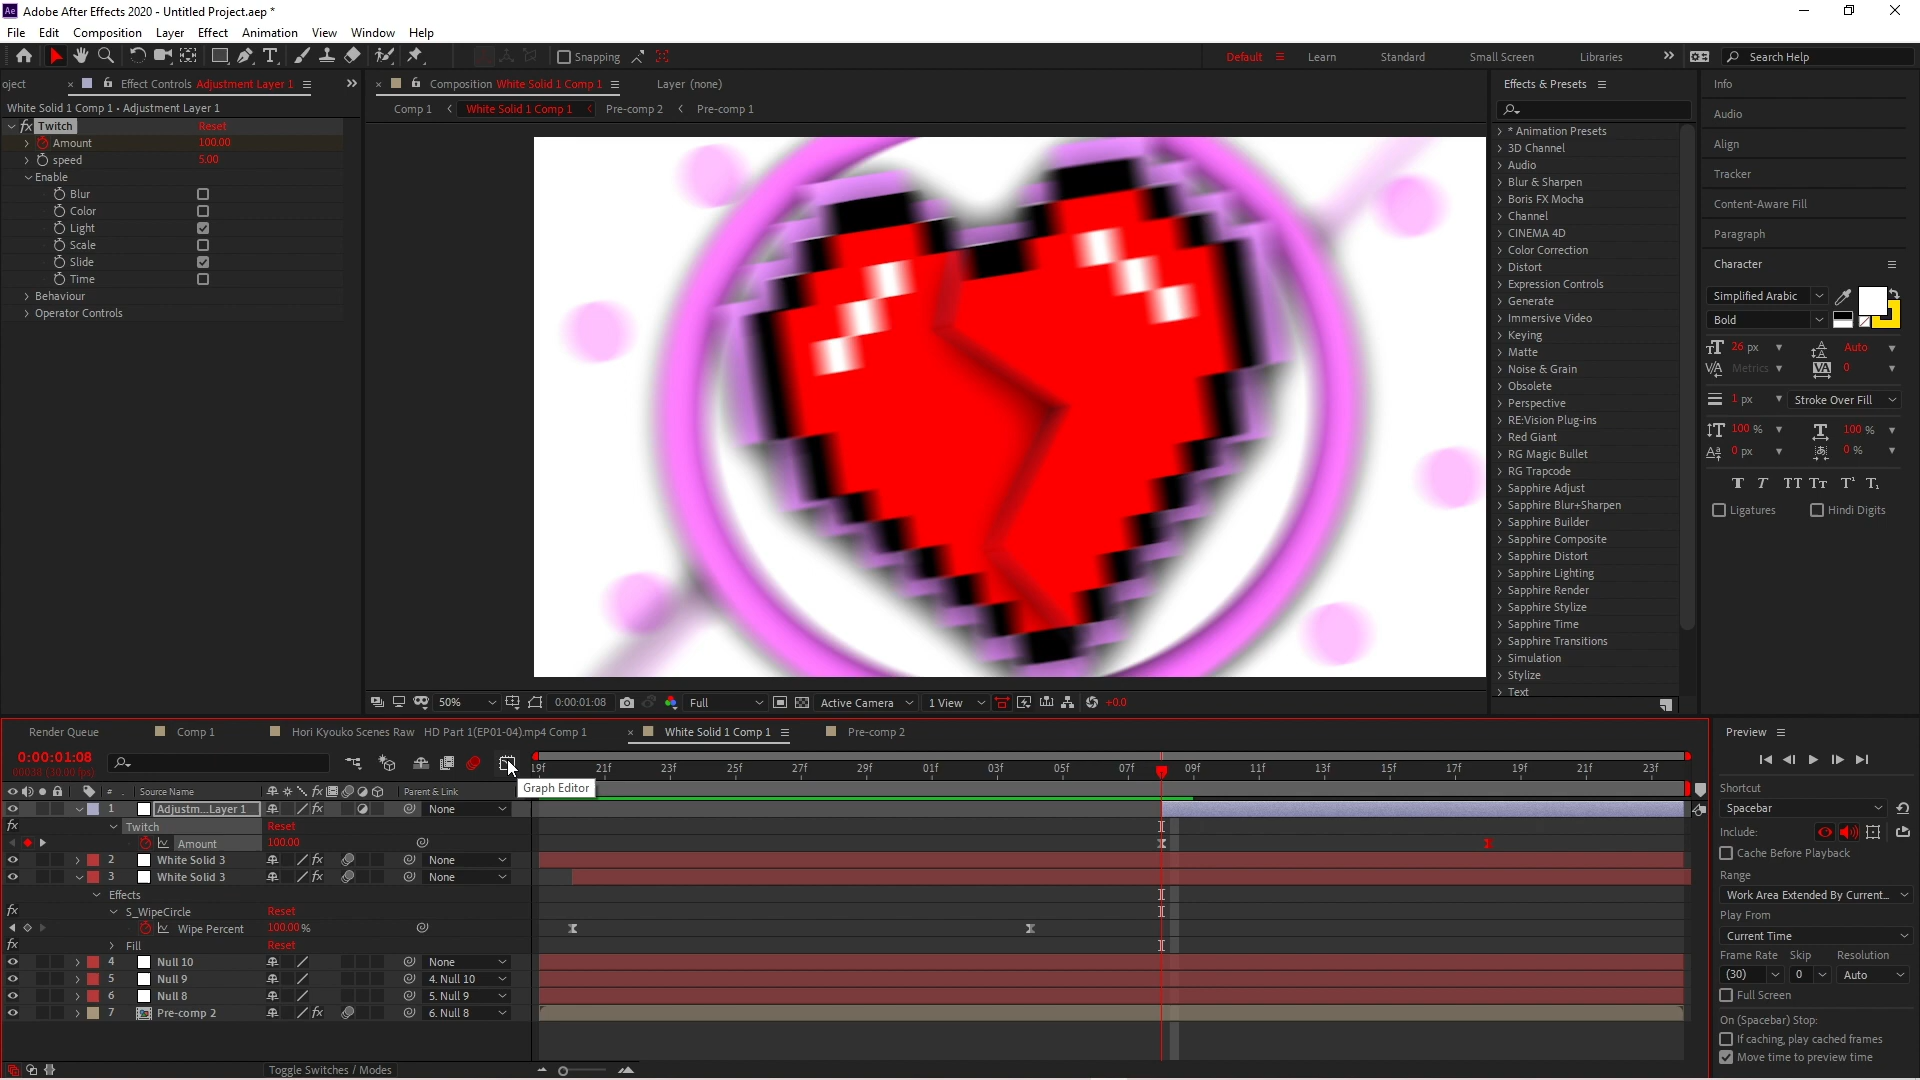 Ae Adobe After Effects 2020 - Untitled Project.aep *
File Edit Composition Layer Effect Animation View Window Help
Snapping Default Learn Standard Small Screen Libraries Search Help
oject Effect Controls Adjustment Layer 1
White Solid 1 Comp 1 • Adjustment Layer 1
fx Twitch Reset
Amount 100.00
speed 5.00
Enable
Blur
Color
Light
Scale
Slide
Time
Behaviour
Operator Controls
Composition White Solid 1 Comp 1 Layer (none)
Comp 1 White Solid 1 Comp 1 Pre-comp 2 Pre-comp 1
50% 0:00:01:08 Full Active Camera 1 View +0.0
Effects & Presets
* Animation Presets
3D Channel
Audio
Blur & Sharpen
Boris FX Mocha
Channel
CINEMA 4D
Color Correction
Distort
Expression Controls
Generate
Immersive Video
Keying
Matte
Noise & Grain
Obsolete
Perspective
RE:Vision Plug-ins
Red Giant
RG Magic Bullet
RG Trapcode
Sapphire Adjust
Sapphire Blur+Sharpen
Sapphire Builder
Sapphire Composite
Sapphire Distort
Sapphire Lighting
Sapphire Render
Sapphire Stylize
Sapphire Time
Sapphire Transitions
Simulation
Stylize
Text
Info
Audio
Align
Tracker
Content-Aware Fill
Paragraph
Character
Simplified Arabic
Bold
26 px Auto
Metrics 0
1 px Stroke Over Fill
100 % 100 %
0 px 0 %
T T TT Tt T¹ T₁
Ligatures Hindi Digits
Render Queue Comp 1 Hori Kyouko Scenes Raw HD Part 1(EP01-04).mp4 Comp 1 White Solid 1 Comp 1 Pre-comp 2
0:00:01:08
00038 (30.00 fps)
19f 21f 23f 25f 27f 29f 01f 03f 05f 07f 09f 11f 13f 15f 17f 19f 21f 23f
Graph Editor
# Source Name Parent & Link
1 Adjustm...Layer 1 fx None
fx Twitch Reset
Amount 100.00
2 White Solid 3 fx None
3 White Solid 3 fx None
Effects
fx S_WipeCircle Reset
Wipe Percent 100.00%
fx Fill Reset
4 Null 10 None
5 Null 9 4. Null 10
6 Null 8 5. Null 9
7 Pre-comp 2 fx 6. Null 8
Toggle Switches / Modes
Preview
Shortcut
Spacebar
Include:
Cache Before Playback
Range
Work Area Extended By Current...
Play From
Current Time
Frame Rate Skip Resolution
(30) 0 Auto
Full Screen
On (Spacebar) Stop:
If caching, play cached frames
Move time to preview time